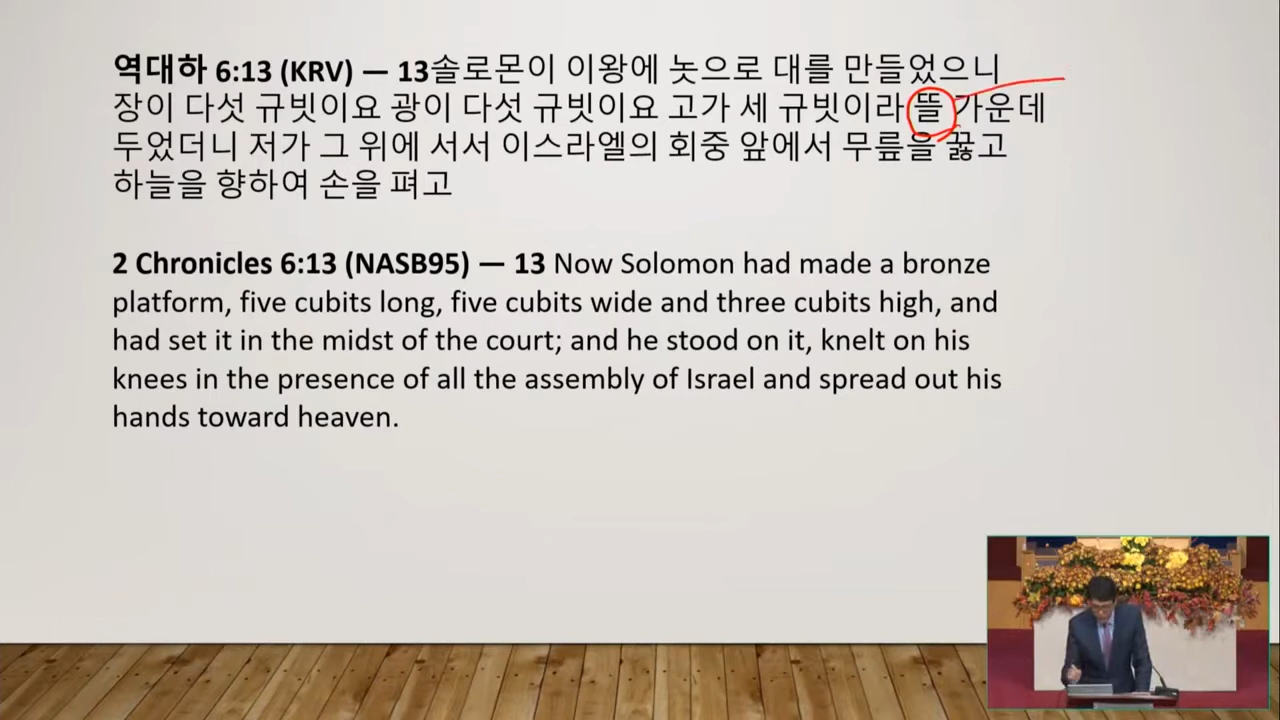 역대하 6:13 (KRV) — 13솔로몬이 이왕에 놋으로 대를 만들었으니
장이 다섯 규빗이요 광이 다섯 규빗이요 고가 세 규빗이라 뜰 가운데
두었더니 저가 그 위에 서서 이스라엘의 회중 앞에서 무릎을 꿇고
하늘을 향하여 손을 펴고
2 Chronicles 6:13 (NASB95) — 13 Now Solomon had made a bronze
platform, five cubits long, five cubits wide and three cubits high, and
had set it in the midst of the court; and he stood on it, knelt on his
knees in the presence of all the assembly of Israel and spread out his
hands toward heaven.